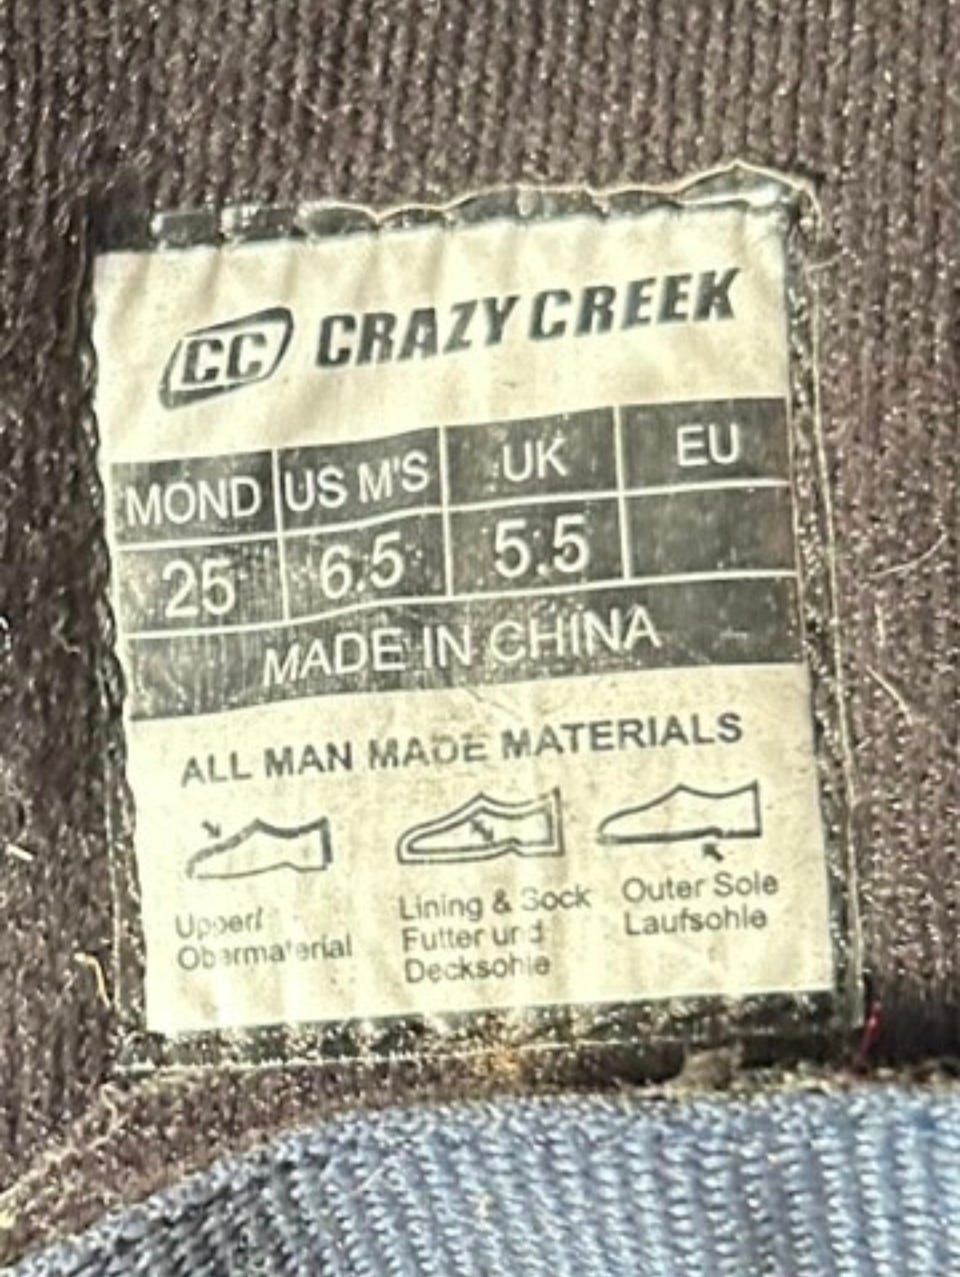 CC CRAZY CREEK
MOND US M'S UK EU
25 6.5 5.5
MADE IN CHINA
ALL MAN MADE MATERIALS
Upper/
Obermaterial
Lining & Sock
Futter und
Decksohle
Outer Sole
Laufsohle